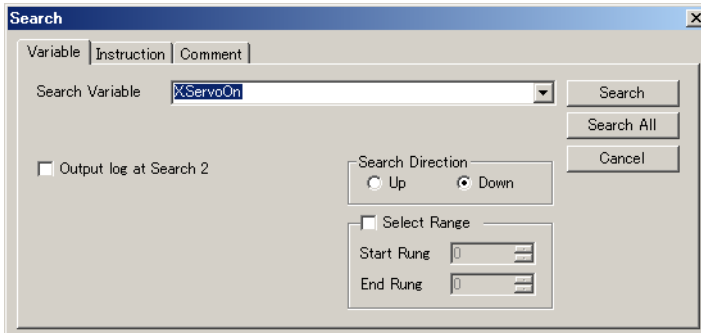 Search
Variable Instruction Comment
Search Variable XServoOn Search
Search All
Output log at Search 2 Search Direction Cancel
Up Down
Select Range
Start Rung 0
End Rung 0